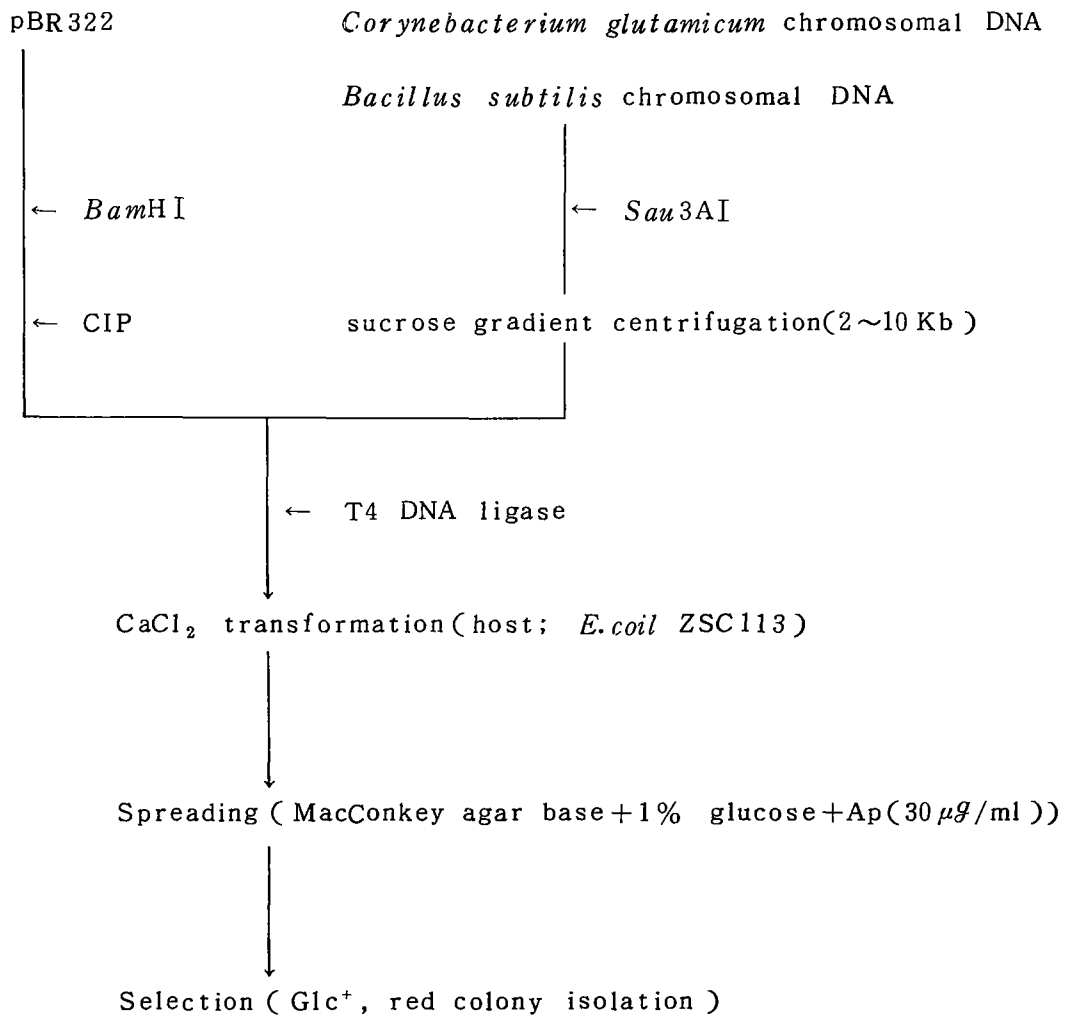 pBR322 Corynebacterium glutamicum chromosomal DNA
Bacillus subtilis chromosomal DNA
← BamHI ← Sau3AI
← CIP sucrose gradient centrifugation(2~10 Kb)
← T4 DNA ligase
CaCl₂ transformation(host; E.coil ZSC113)
Spreading(MacConkey agar base+1% glucose+Ap(30μg/ml))
Selection(Glc⁺, red colony isolation)